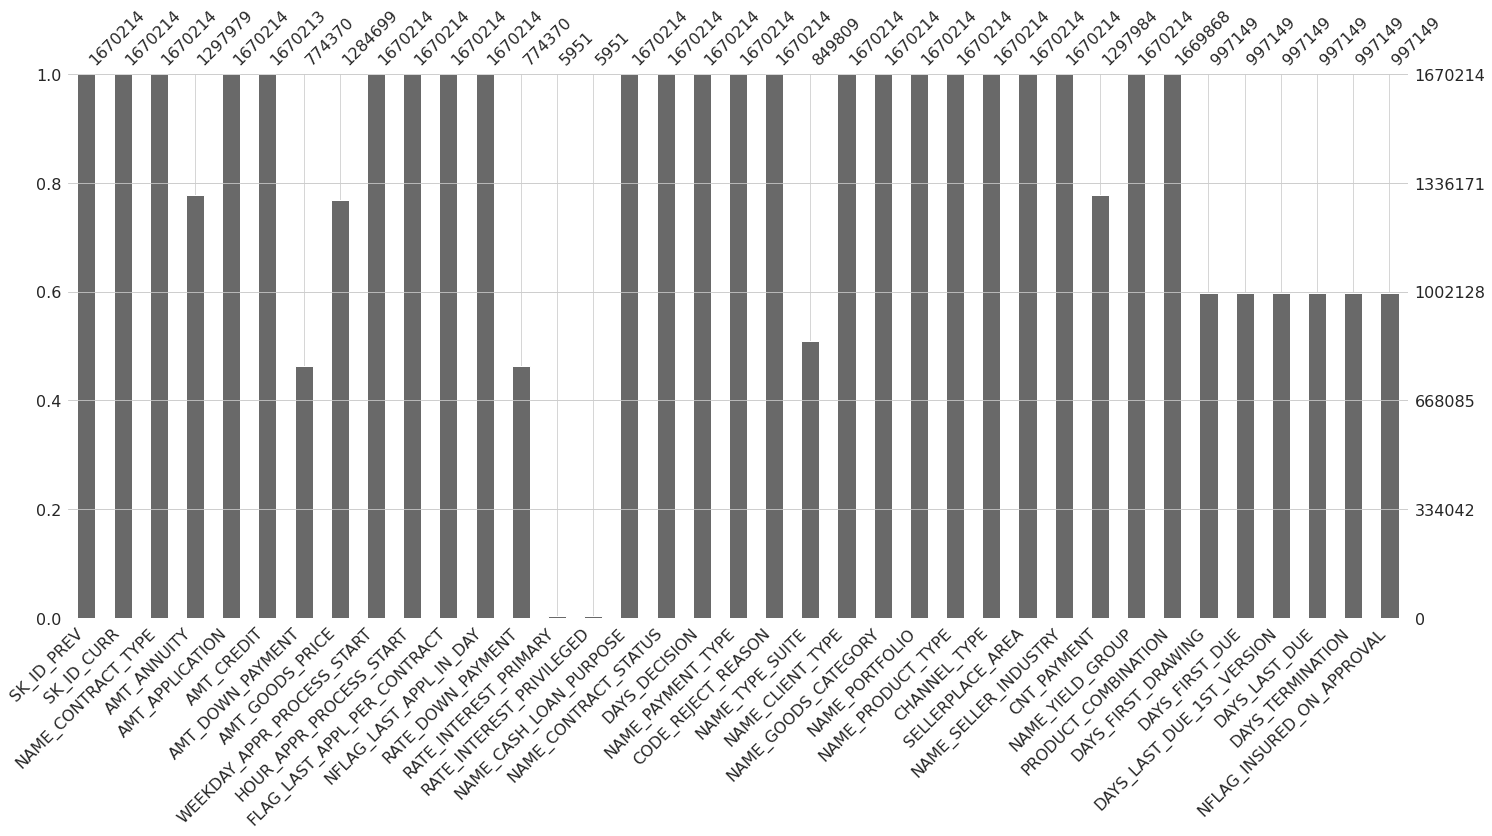 1670214
1670214
1670214
1297979
1670214
1670213
774370
1284699
1670214
1670214
1670214
1670214
774370
5951
5951
1670214
1670214
1670214
1670214
1670214
849809
1670214
1670214
1670214
1670214
1670214
1670214
1670214
1297984
1670214
1669868
997149
997149
997149
997149
997149
997149
1.0
0.8
0.6
0.4
0.2
0.0
1670214
1336171
1002128
668085
334042
0
SK_ID_PREV
SK_ID_CURR
NAME_CONTRACT_TYPE
AMT_ANNUITY
AMT_APPLICATION
AMT_CREDIT
AMT_DOWN_PAYMENT
AMT_GOODS_PRICE
WEEKDAY_APPR_PROCESS_START
HOUR_APPR_PROCESS_START
FLAG_LAST_APPL_PER_CONTRACT
NFLAG_LAST_APPL_IN_DAY
RATE_DOWN_PAYMENT
RATE_INTEREST_PRIMARY
RATE_INTEREST_PRIVILEGED
NAME_CASH_LOAN_PURPOSE
NAME_CONTRACT_STATUS
DAYS_DECISION
NAME_PAYMENT_TYPE
CODE_REJECT_REASON
NAME_TYPE_SUITE
NAME_CLIENT_TYPE
NAME_GOODS_CATEGORY
NAME_PORTFOLIO
NAME_PRODUCT_TYPE
CHANNEL_TYPE
SELLERPLACE_AREA
NAME_SELLER_INDUSTRY
CNT_PAYMENT
NAME_YIELD_GROUP
PRODUCT_COMBINATION
DAYS_FIRST_DRAWING
DAYS_FIRST_DUE
DAYS_LAST_DUE_1ST_VERSION
DAYS_LAST_DUE
DAYS_TERMINATION
NFLAG_INSURED_ON_APPROVAL